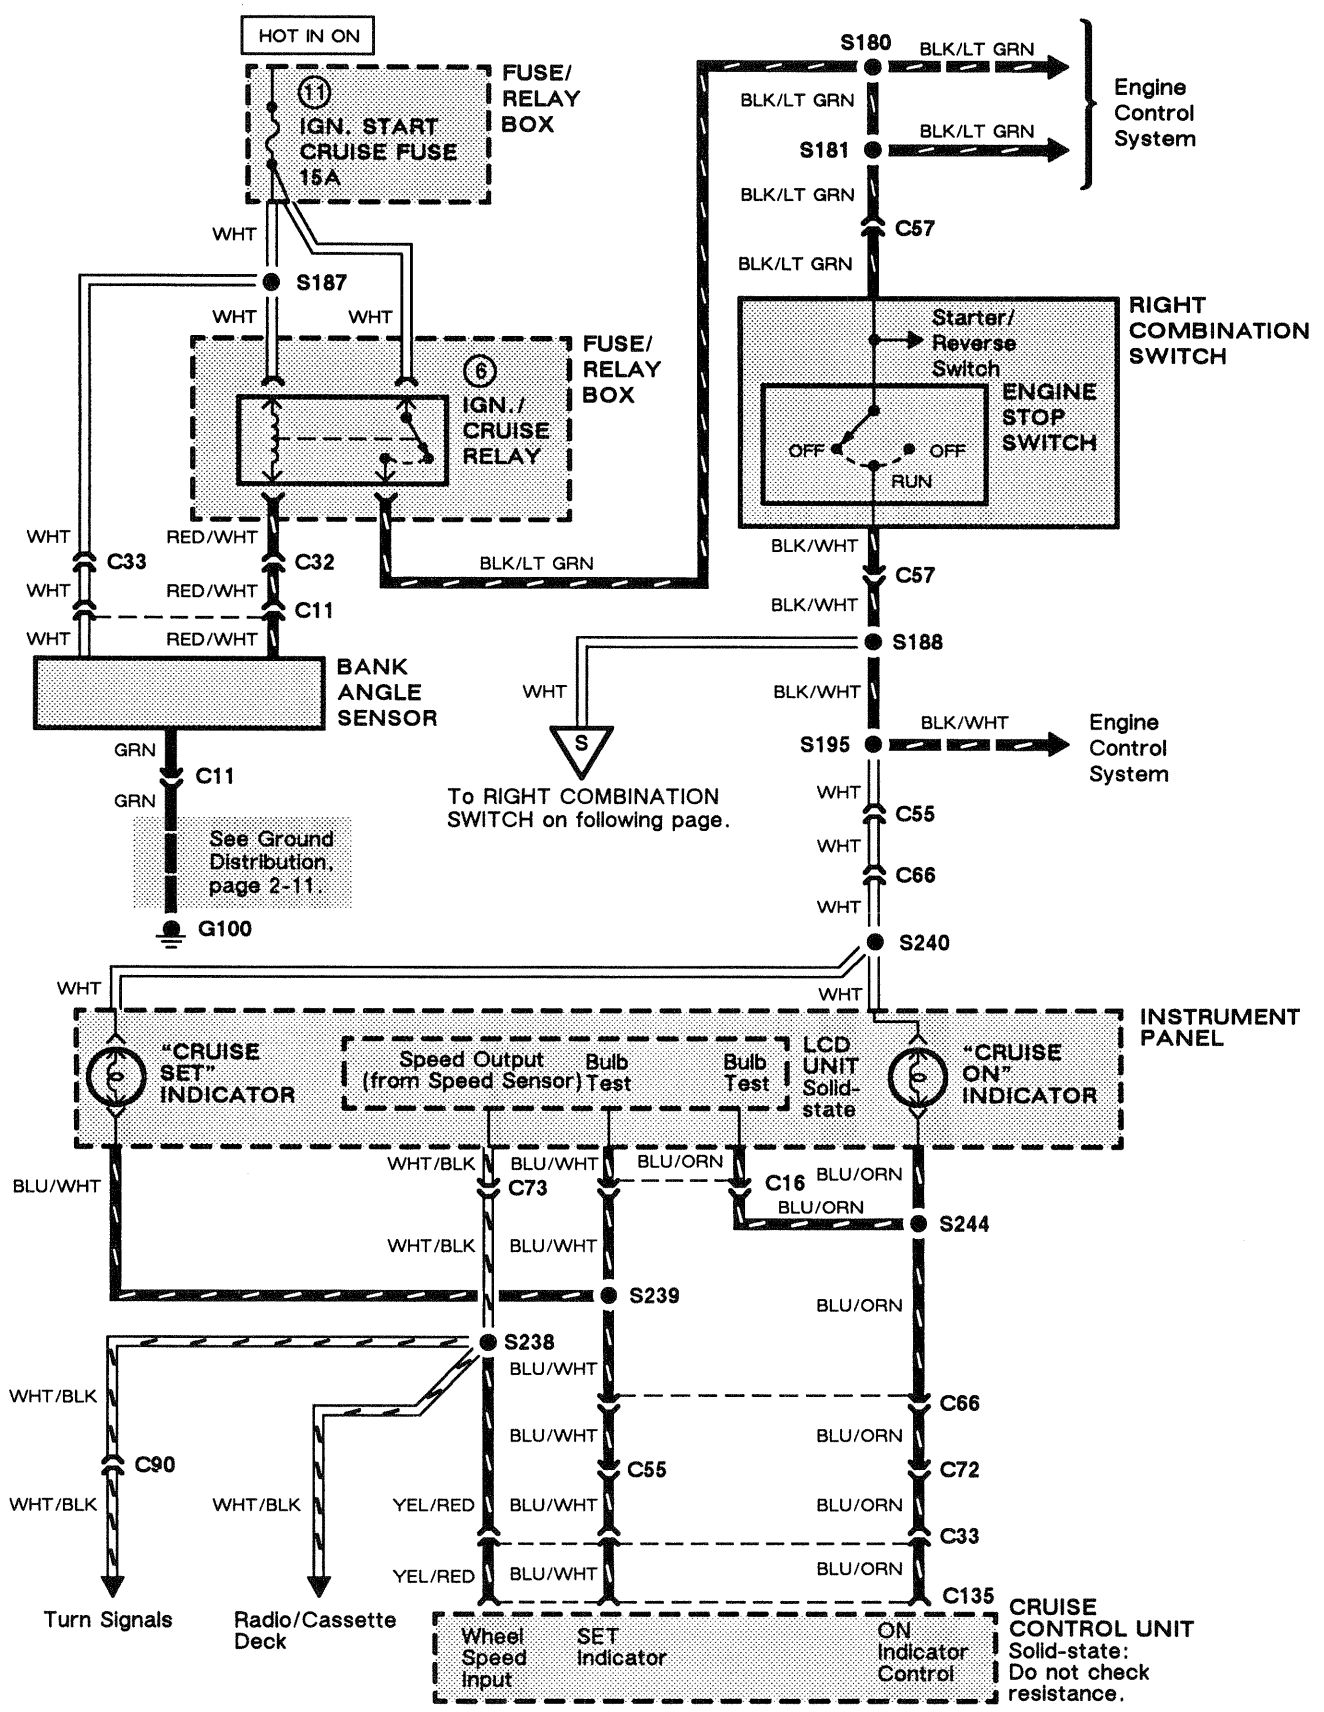 HOT IN ON
11
IGN. START
CRUISE FUSE
15A
FUSE/
RELAY
BOX
S180
BLK/LT GRN
BLK/LT GRN
Engine
Control
System
S181
BLK/LT GRN
BLK/LT GRN
C57
BLK/LT GRN
WHT
S187
WHT
WHT
FUSE/
RELAY
BOX
6
IGN./
CRUISE
RELAY
RIGHT
COMBINATION
SWITCH
Starter/
Reverse
Switch
ENGINE
STOP
SWITCH
OFF
OFF
RUN
WHT
RED/WHT
C33
C32
BLK/LT GRN
WHT
RED/WHT
C11
WHT
RED/WHT
BANK
ANGLE
SENSOR
BLK/WHT
C57
BLK/WHT
S188
WHT
S
To RIGHT COMBINATION
SWITCH on following page.
BLK/WHT
S195
BLK/WHT
Engine
Control
System
GRN
C11
GRN
See Ground
Distribution,
page 2-11.
G100
WHT
C55
WHT
C66
WHT
S240
WHT
WHT
INSTRUMENT
PANEL
"CRUISE
SET"
INDICATOR
Speed Output
(from Speed Sensor)
Bulb
Test
Bulb
Test
LCD
UNIT
Solid-
state
"CRUISE
ON"
INDICATOR
BLU/WHT
WHT/BLK
C73
BLU/WHT
BLU/ORN
C16
BLU/ORN
BLU/ORN
S244
WHT/BLK
BLU/WHT
S239
BLU/ORN
S238
BLU/WHT
WHT/BLK
C66
BLU/WHT
BLU/ORN
C90
C55
C72
WHT/BLK
WHT/BLK
YEL/RED
BLU/WHT
BLU/ORN
C33
YEL/RED
BLU/WHT
BLU/ORN
C135
Turn Signals
Radio/Cassette
Deck
Wheel
Speed
Input
SET
Indicator
ON
Indicator
Control
CRUISE
CONTROL UNIT
Solid-state:
Do not check
resistance.